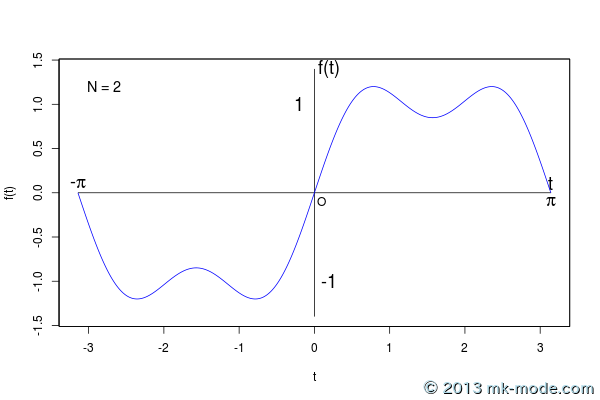 f(t)
N = 2
1
-π
t
O
π
-1
f(t)
1.5
1.0
0.5
0.0
-0.5
-1.0
-1.5
-3 -2 -1 0 1 2 3
t
© 2013 mk-mode.com